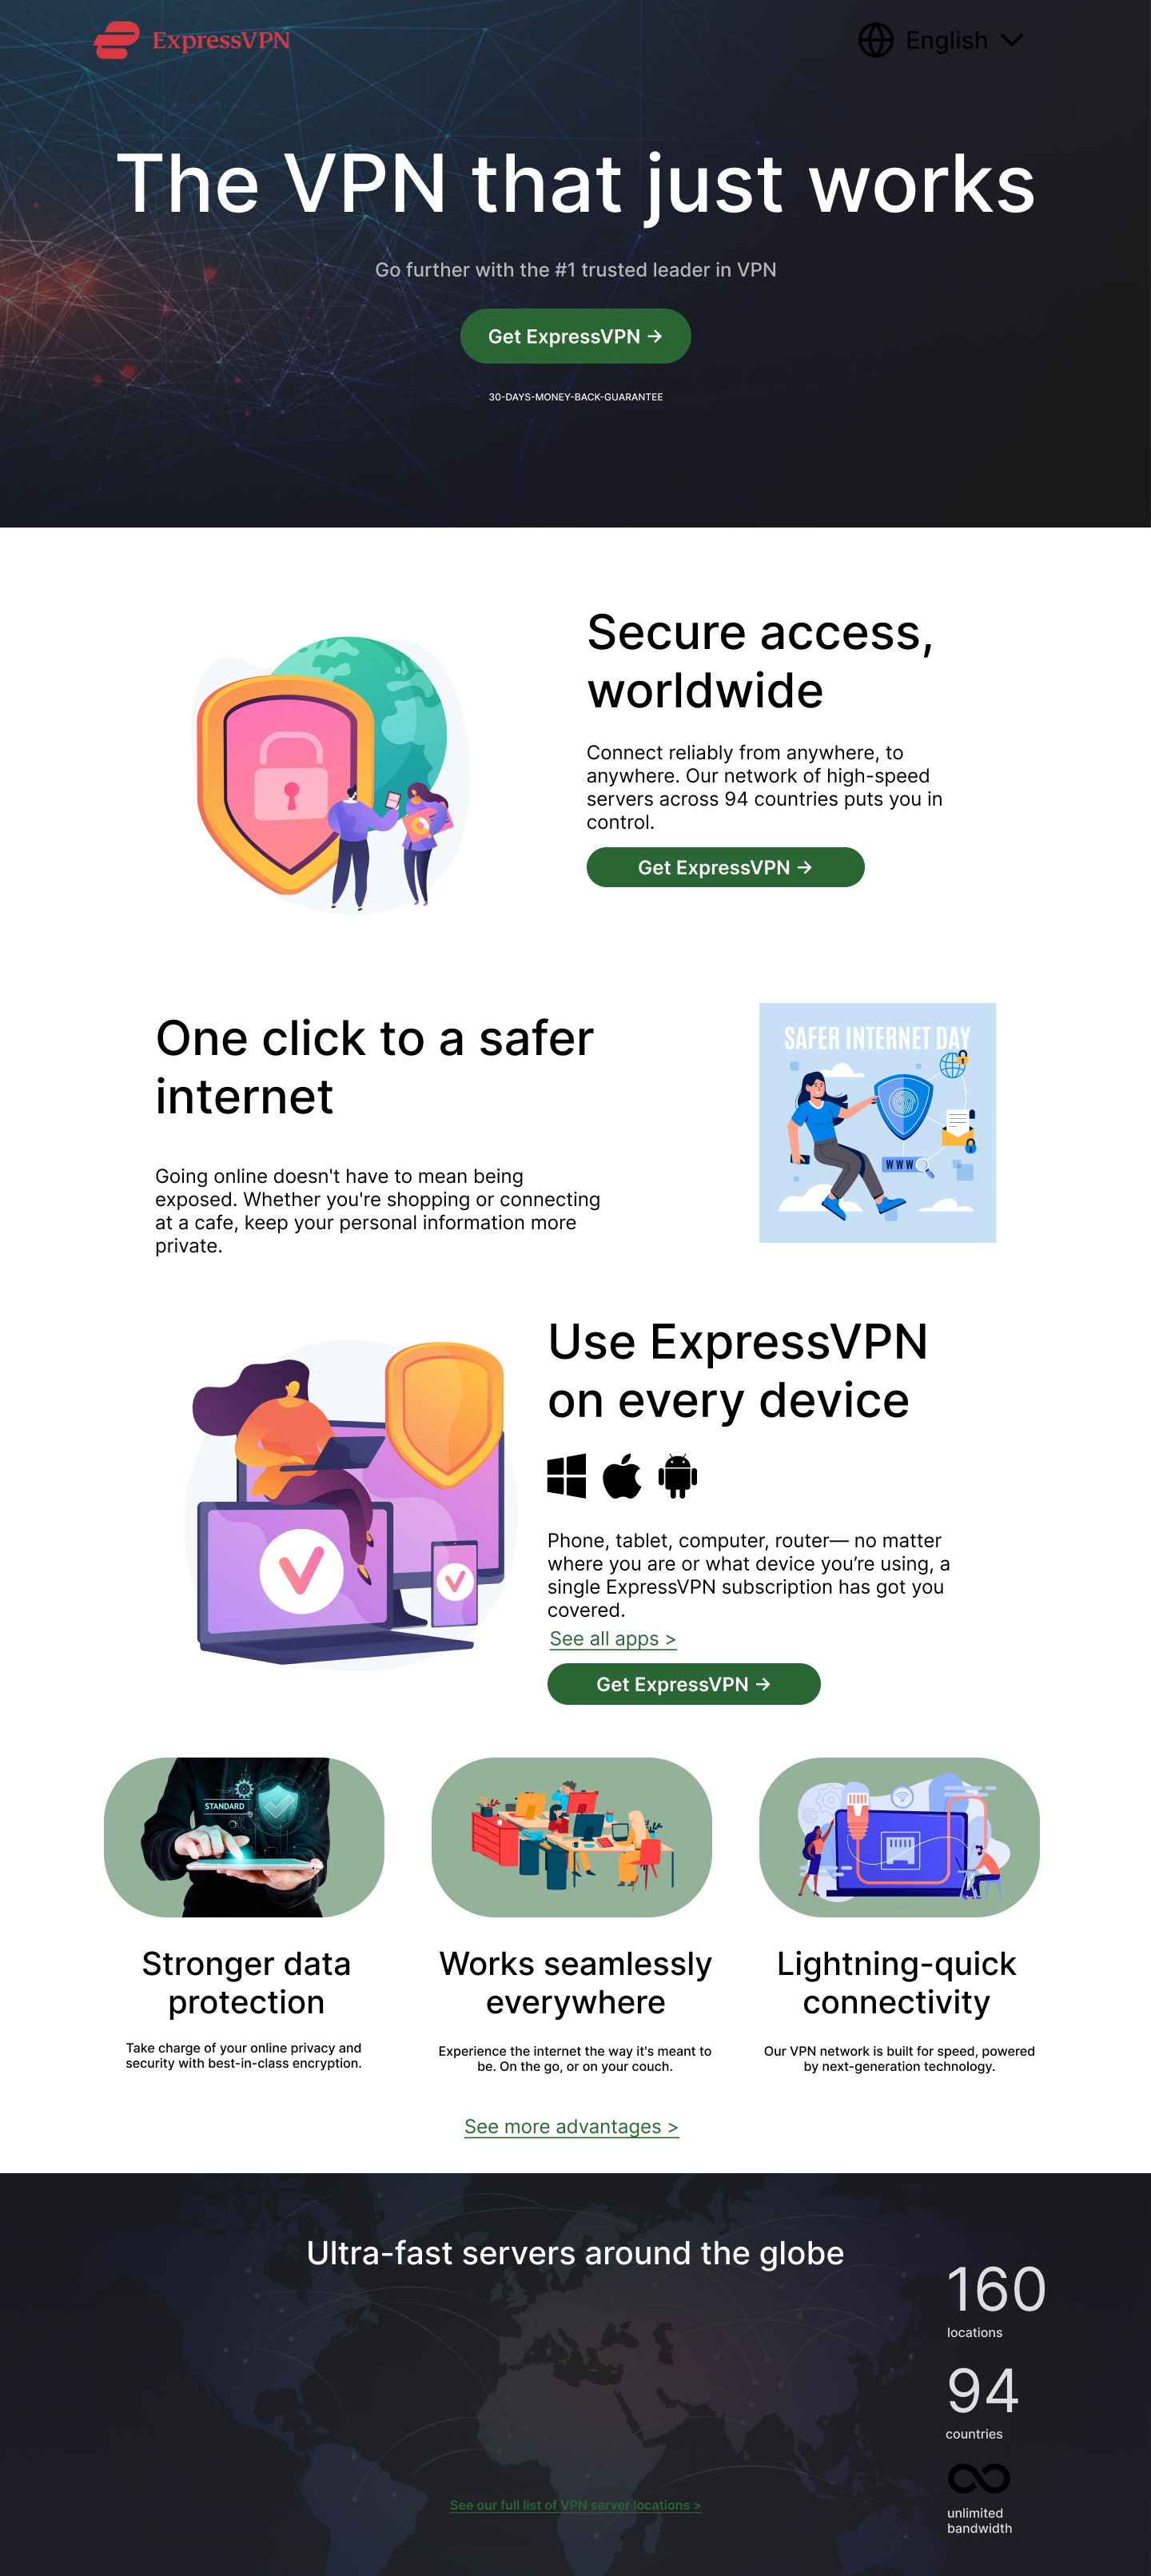 ExpressVPN
English
The VPN that just works
Go further with the #1 trusted leader in VPN
Get ExpressVPN →
30-DAYS-MONEY-BACK-GUARANTEE
Secure access,
worldwide
Connect reliably from anywhere, to
anywhere. Our network of high-speed
servers across 94 countries puts you in
control.
Get ExpressVPN →
One click to a safer
internet
Going online doesn't have to mean being
exposed. Whether you're shopping or connecting
at a cafe, keep your personal information more
private.
SAFER INTERNET DAY
WWW
Use ExpressVPN
on every device
Phone, tablet, computer, router— no matter
where you are or what device you’re using, a
single ExpressVPN subscription has got you
covered.
See all apps >
Get ExpressVPN →
STANDARD
Stronger data
protection
Take charge of your online privacy and
security with best-in-class encryption.
Works seamlessly
everywhere
Experience the internet the way it's meant to
be. On the go, or on your couch.
Lightning-quick
connectivity
Our VPN network is built for speed, powered
by next-generation technology.
See more advantages >
Ultra-fast servers around the globe
160
locations
94
countries
See our full list of VPN server locations >
unlimited
bandwidth